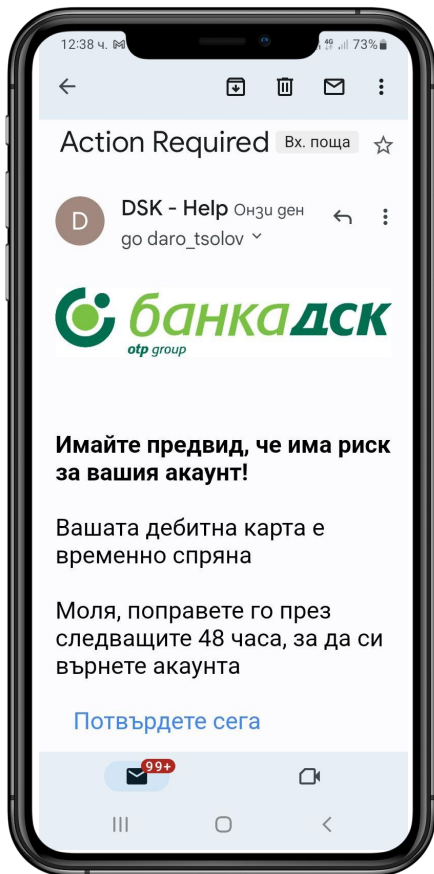 12:38 ч.
73%
Action Required Вх. поща
D
DSK - Help Онзи ден
до daro_tsolov
банка дск
otp group
Имайте предвид, че има риск
за вашия акаунт!
Вашата дебитна карта е
временно спряна
Моля, поправете го през
следващите 48 часа, за да си
върнете акаунта
Потвърдете сега
99+